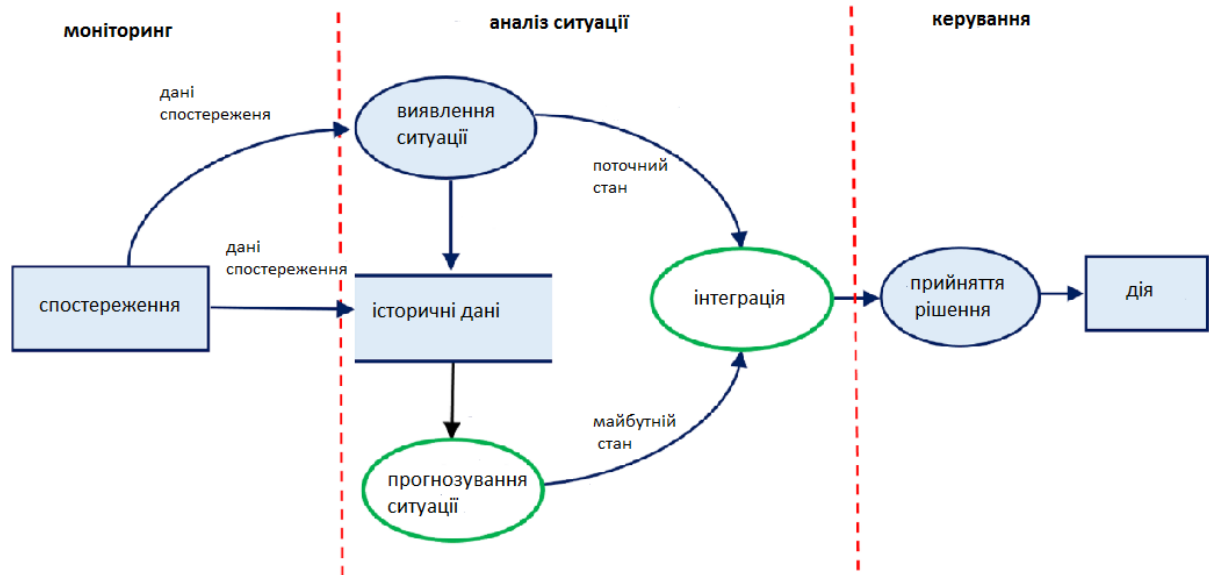 моніторинг
аналіз ситуації
керування
дані
спостереженя
виявлення
ситуації
поточний
стан
дані
спостереження
спостереження
історичні дані
інтеграція
прийняття
рішення
дія
майбутній
стан
прогнозування
ситуації